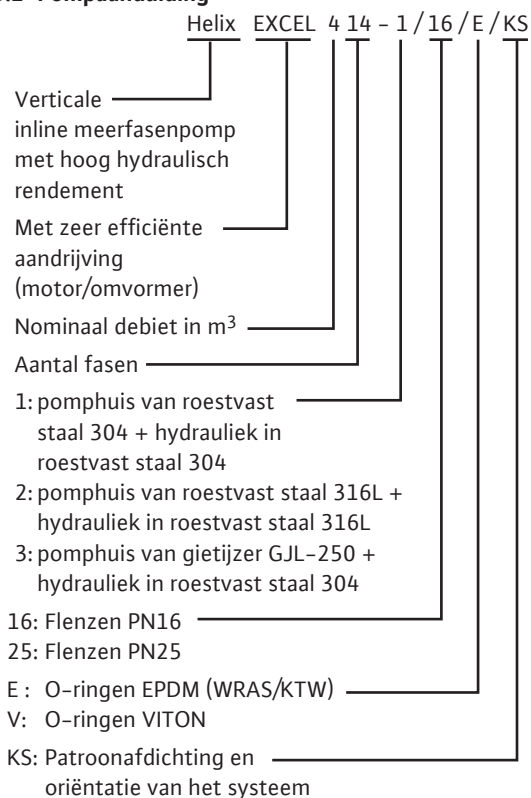 Helix EXCEL 4 14 – 1 / 16 / E / KS
Verticale
inline meerfasenpomp
met hoog hydraulisch
rendement
Met zeer efficiënte
aandrijving
(motor/omvormer)
Nominaal debiet in m³
Aantal fasen
1: pomphuis van roestvast
staal 304 + hydrauliek in
roestvast staal 304
2: pomphuis van roestvast staal 316L +
hydrauliek in roestvast staal 316L
3: pomphuis van gietijzer GJL-250 +
hydrauliek in roestvast staal 304
16: Flenzen PN16
25: Flenzen PN25
E : O-ringen EPDM (WRAS/KTW)
V: O-ringen VITON
KS: Patroonafdichting en
oriëntatie van het systeem